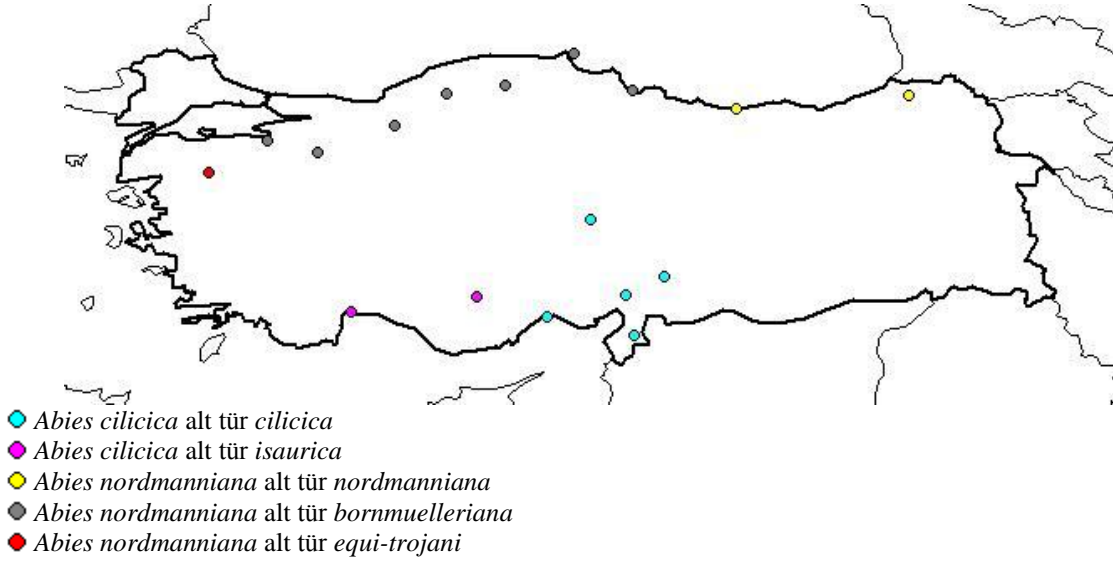 Abies cilicica alt tür cilicica
Abies cilicica alt tür isaurica
Abies nordmanniana alt tür nordmanniana
Abies nordmanniana alt tür bornmuelleriana
Abies nordmanniana alt tür equi-trojani